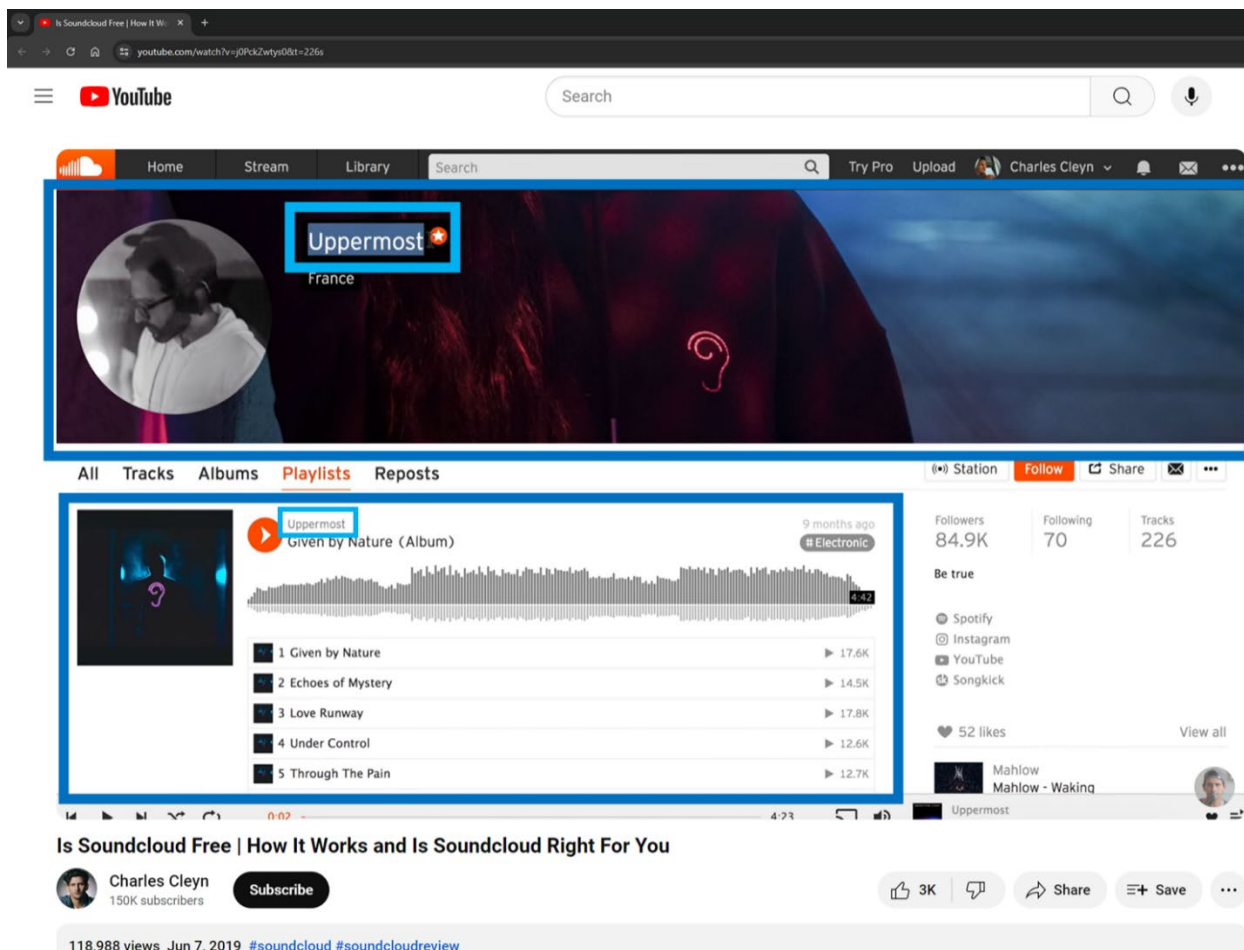 Is Soundcloud Free | How It Wo
youtube.com/watch?v=j0PckZwtys0&t=226s
YouTube
Search
Home Stream Library Search Try Pro Upload Charles Cleyn
Uppermost
France
All Tracks Albums Playlists Reposts Station Follow Share
Uppermost 9 months ago
Given by Nature (Album) # Electronic
4:42
1 Given by Nature 17.6K
2 Echoes of Mystery 14.5K
3 Love Runway 17.8K
4 Under Control 12.6K
5 Through The Pain 12.7K
Followers Following Tracks
84.9K 70 226
Be true
Spotify
Instagram
YouTube
Songkick
52 likes View all
Mahlow
Mahlow - Waking
0:02 4:23 Uppermost
Is Soundcloud Free | How It Works and Is Soundcloud Right For You
Charles Cleyn
150K subscribers
Subscribe
3K Share Save
118,988 views Jun 7, 2019 #soundcloud #soundcloudreview